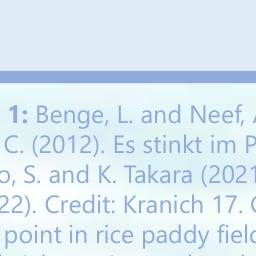 1: Benge, L. and Neef,
C. (2012). Es stinkt im
S. and K. Takara (2021
22). Credit: Kranich 17.
point in rice paddy